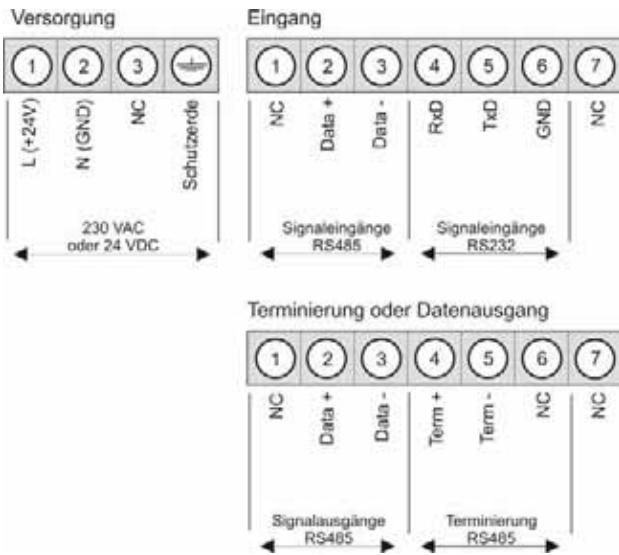 Versorgung
1 2 3
L (+24V)
N (GND)
NC
Schutzerde
230 VAC
oder 24 VDC
Eingang
1 2 3 4 5 6 7
NC
Data +
Data -
RxD
TxD
GND
NC
Signaleingänge
RS485
Signaleingänge
RS232
Terminierung oder Datenausgang
1 2 3 4 5 6 7
NC
Data +
Data -
Term +
Term -
NC
NC
Signalausgänge
RS485
Terminierung
RS485